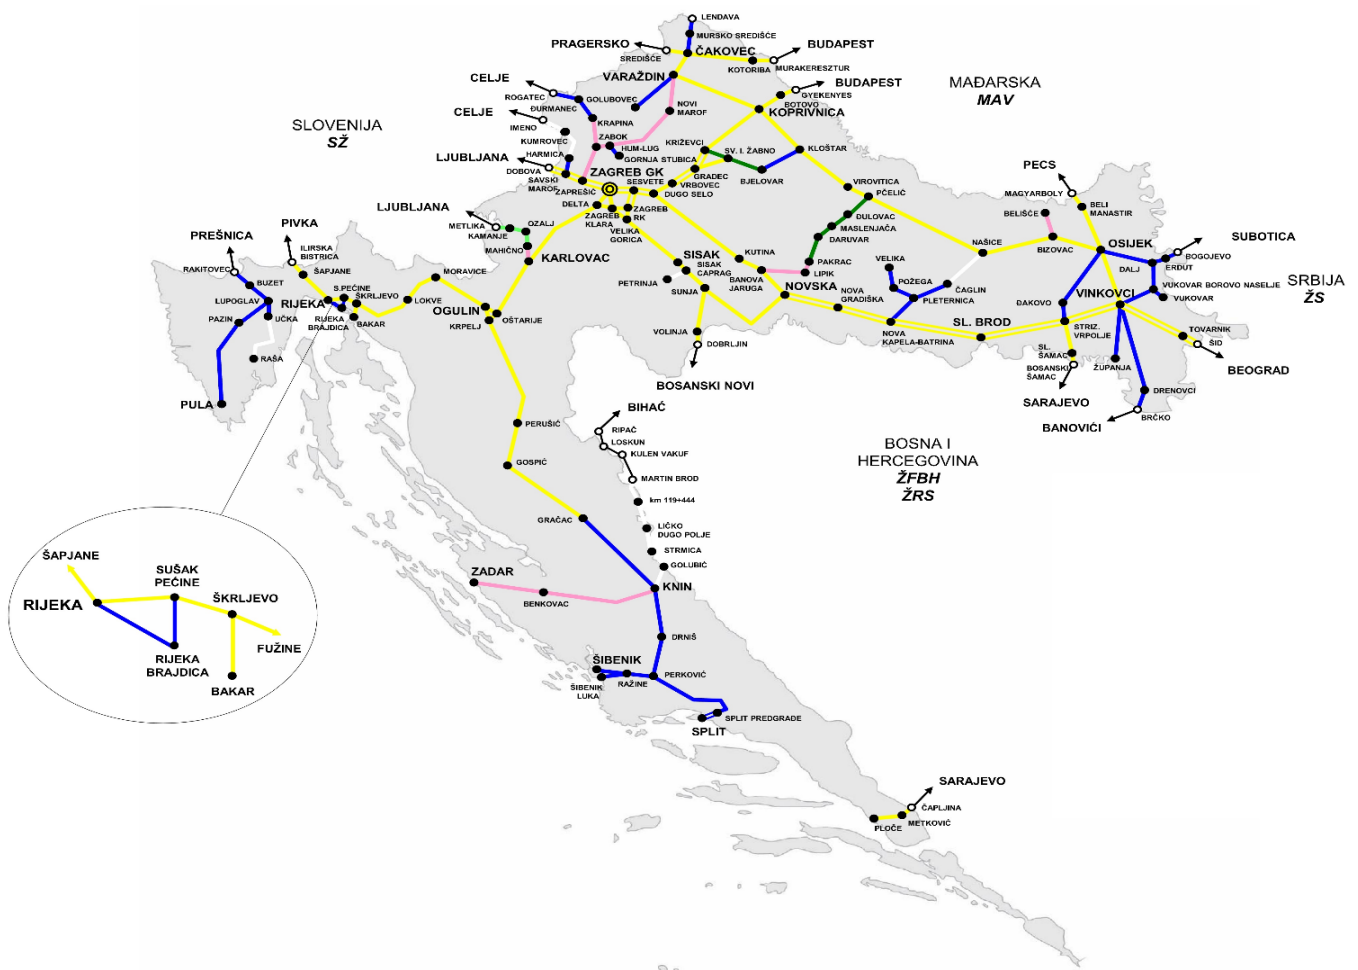 LENDAVA
MURSKO SREDIŠĆE
PRAGERSKO
SREDIŠĆE
ČAKOVEC
BUDAPEST
KOTORIBA
MURAKERESZTUR
CELJE
VARAŽDIN
BUDAPEST
MAĐARSKA
MAV
ROGATEC
GOLUBOVEC
GYEKENYES
BOTOVO
ĐURMANEC
NOVI
MAROF
KOPRIVNICA
CELJE
IMENO
KRAPINA
SLOVENIJA
SŽ
KUMROVEC
ZABOK
HUM-LUG
KRIŽEVCI
SV. I. ŽABNO
KLOŠTAR
HARMICA
GORNJA STUBICA
LJUBLJANA
DOBOVA
SAVSKI
MAROF
ZAGREB GK
SESVETE
GRADEC
VRBOVEC
DUGO SELO
BJELOVAR
PECS
MAGYARBOLY
ZAPREŠIĆ
VIROVITICA
PČELIĆ
BELI
MANASTIR
LJUBLJANA
DELTA
ZAGREB
KLARA
ZAGREB
RK
VELIKA
GORICA
DULOVAC
MASLENJAČA
BELIŠĆE
METLIKA
KAMANJE
OZALJ
DARUVAR
PIVKA
PREŠNICA
MAHIČNO
SISAK
NAŠICE
BIZOVAC
OSIJEK
SUBOTICA
ILIRSKA
BISTRICA
KARLOVAC
SISAK
CAPRAG
KUTINA
PAKRAC
LIPIK
VELIKA
DALJ
BOGOJEVO
ERDUT
RAKITOVEC
ŠAPJANE
MORAVICE
PETRINJA
SUNJA
BANOVA
JARUGA
POŽEGA
ČAGLIN
SRBIJA
ŽS
BUZET
S.PEĆINE
NOVSKA
PLETERNICA
VUKOVAR BOROVO NASELJE
VUKOVAR
LUPOGLAV
RIJEKA
ŠKRLJEVO
LOKVE
NOVA
GRADIŠKA
ĐAKOVO
VINKOVCI
PAZIN
UČKA
RIJEKA
BRAJDICA
BAKAR
OGULIN
KRPELJ
OŠTARIJE
VOLINJA
NOVA
KAPELA-BATRINA
SL. BROD
STRIZ.
VRPOLJE
TOVARNIK
ŠID
RAŠA
DOBRLJIN
SL.
ŠAMAC
BOSANSKI
ŠAMAC
ŽUPANJA
BEOGRAD
PULA
BOSANSKI NOVI
SARAJEVO
DRENOVCI
BIHAĆ
BRČKO
BANOVIĆI
PERUŠIĆ
RIPAČ
LOSKUN
KULEN VAKUF
BOSNA I
HERCEGOVINA
ŽFBH
ŽRS
GOSPIĆ
MARTIN BROD
km 119+444
GRAČAC
LIČKO
DUGO POLJE
STRMICA
GOLUBIĆ
ŠAPJANE
SUŠAK
PEĆINE
ZADAR
KNIN
RIJEKA
ŠKRLJEVO
BENKOVAC
FUŽINE
DRNIŠ
RIJEKA
BRAJDICA
BAKAR
ŠIBENIK
ŠIBENIK
LUKA
RAŽINE
PERKOVIĆ
SPLIT PREDGRAĐE
SPLIT
SARAJEVO
ČAPLJINA
PLOČE
METKOVIĆ